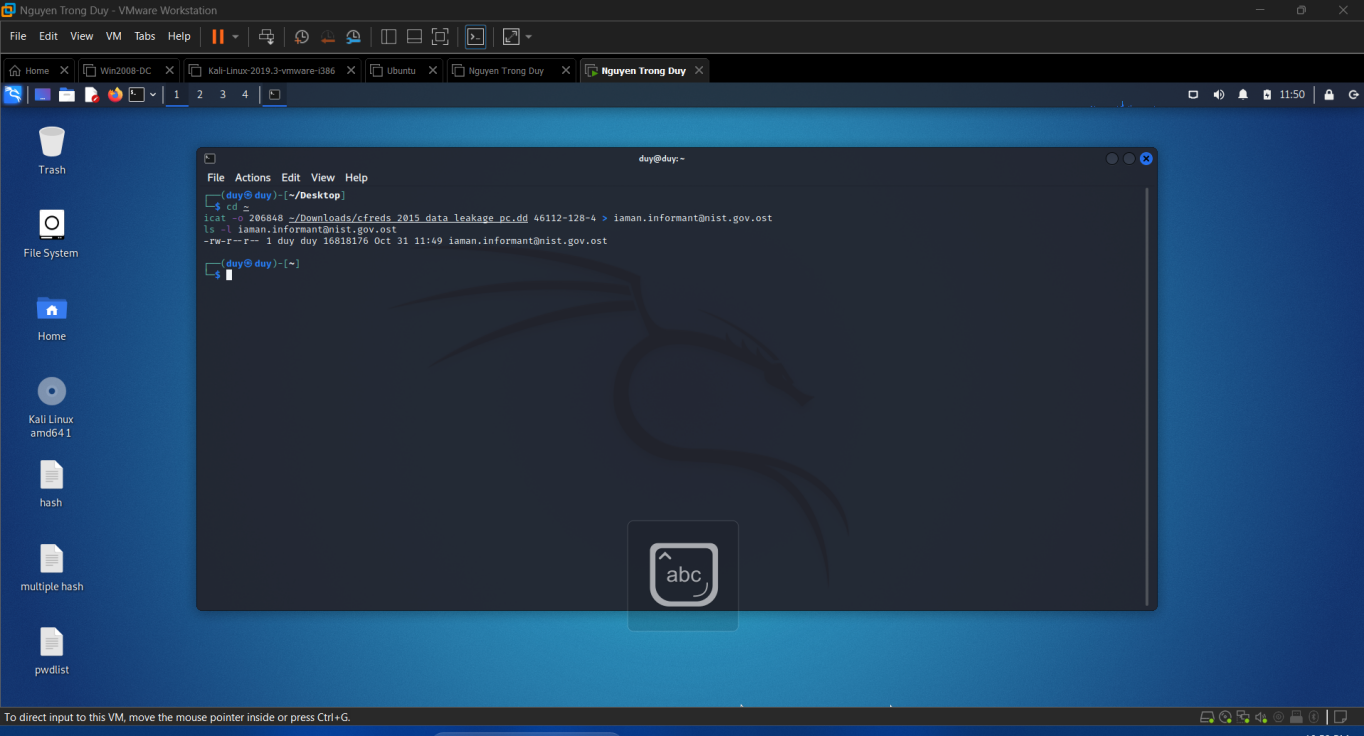 Nguyen Trong Duy - VMware Workstation
File Edit View VM Tabs Help
Home Win2008-DC Kali-Linux-2019.3-vmware-i386 Ubuntu Nguyen Trong Duy Nguyen Trong Duy
1 2 3 4 11:50
Trash
File System
Home
Kali Linux
amd64 1
hash
multiple hash
pwdlist
duy@duy:~
File Actions Edit View Help
┌──(duy㉿duy)-[~/Desktop]
└─$ cd ~
icat -o 206848 ~/Downloads/cfreds_2015_data_leakage_pc.dd 46112-128-4 > iaman.informant@nist.gov.ost
ls -l iaman.informant@nist.gov.ost
-rw-r--r-- 1 duy duy 16818176 Oct 31 11:49 iaman.informant@nist.gov.ost
┌──(duy㉿duy)-[~]
└─$
abc
To direct input to this VM, move the mouse pointer inside or press Ctrl+G.